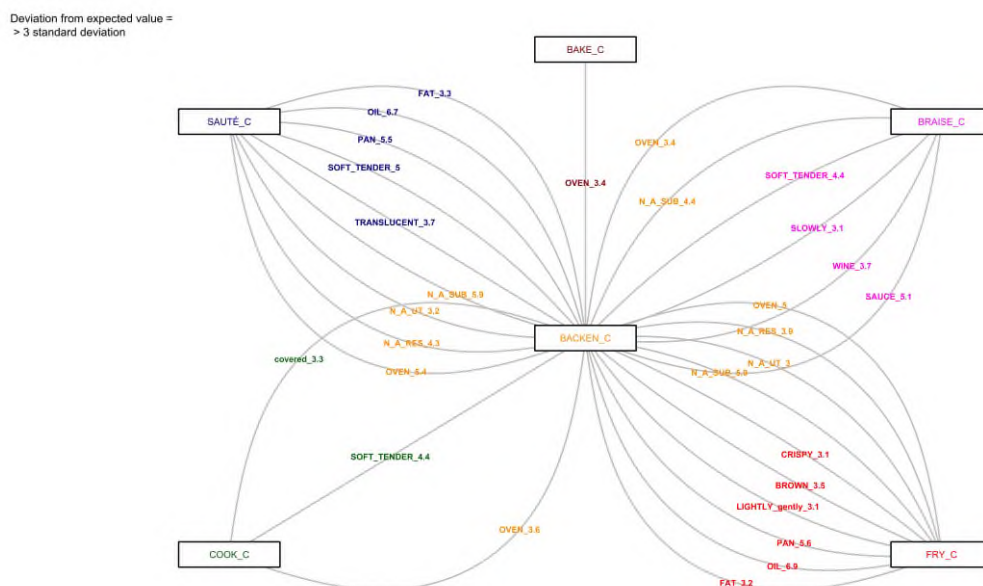 Deviation from expected value =
> 3 standard deviation
BAKE_C
FAT_3.3
SAUTÉ_C
OIL_6.7
BRAISE_C
PAN_5.5
OVEN_3.4
SOFT_TENDER_5
SOFT_TENDER_4.4
OVEN_3.4
N_A_SUB_4.4
TRANSLUCENT_3.7
SLOWLY_3.1
WINE_3.7
N_A_SUB_5.9
SAUCE_5.1
OVEN_5
N_A_UT_3.2
N_A_RES_3.9
BACKEN_C
N_A_RES_4.3
covered_3.3
N_A_UT_3
OVEN_5.4
N_A_SUB_5.9
SOFT_TENDER_4.4
CRISPY_3.1
BROWN_3.5
LIGHTLY_gently_3.1
OVEN_3.6
PAN_5.6
COOK_C
FRY_C
OIL_6.9
FAT_3.2